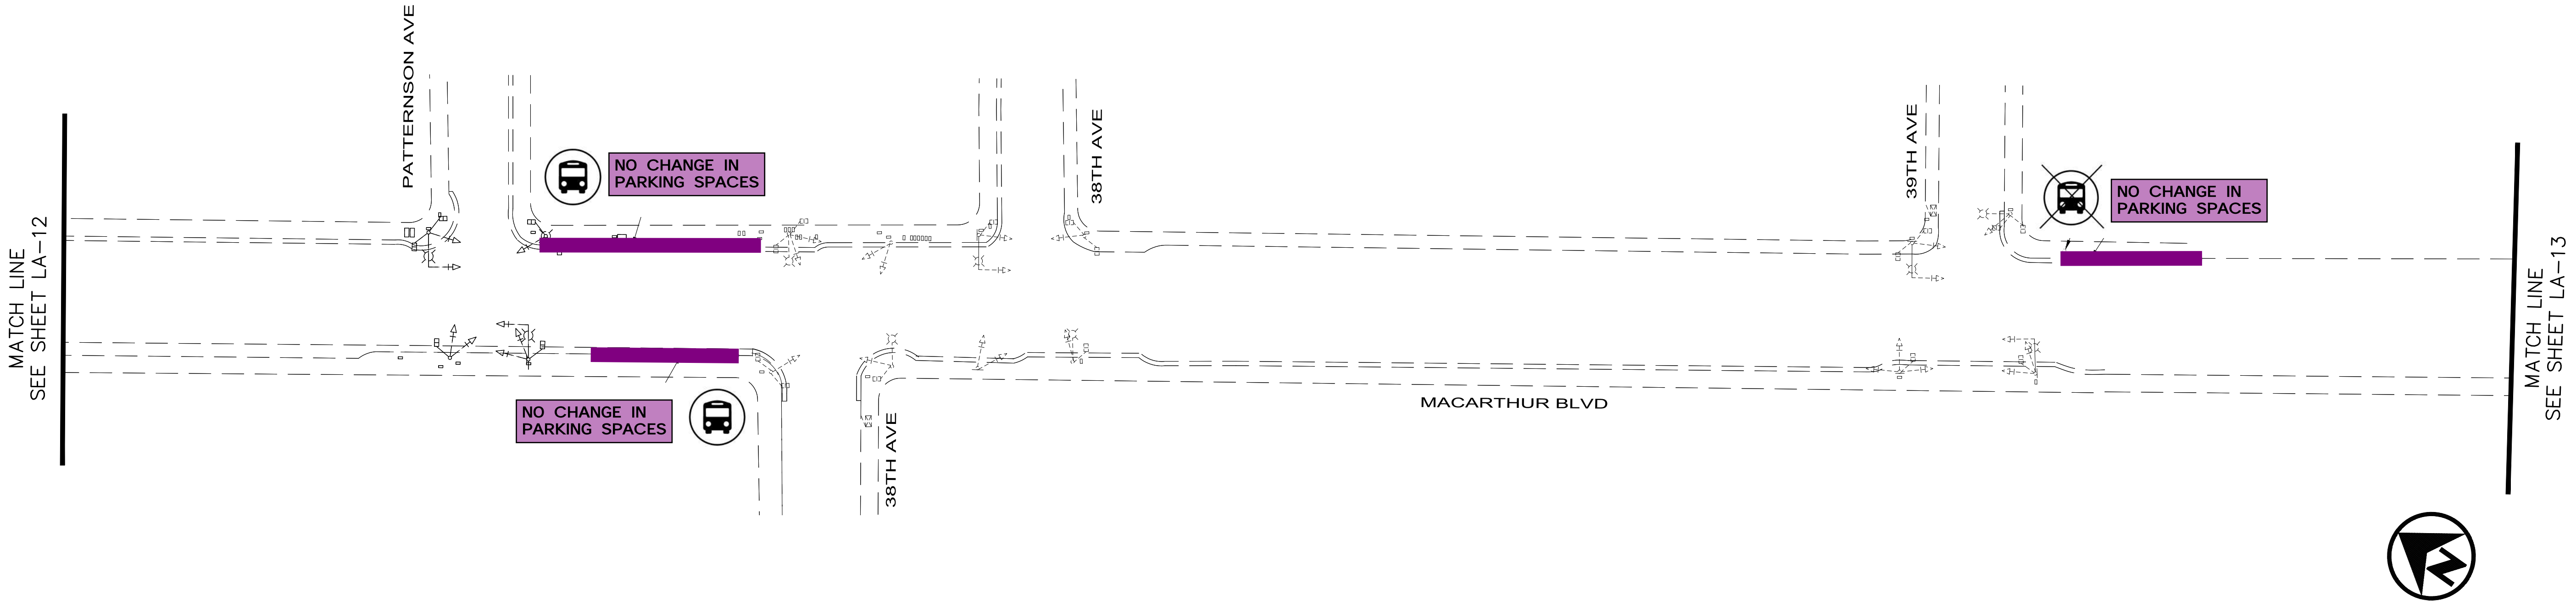 PATTERNSON AVE
38TH AVE
39TH AVE
NO CHANGE IN
PARKING SPACES
NO CHANGE IN
PARKING SPACES
MATCH LINE
SEE SHEET LA-12
MATCH LINE
SEE SHEET LA-13
NO CHANGE IN
PARKING SPACES
38TH AVE
MACARTHUR BLVD
N